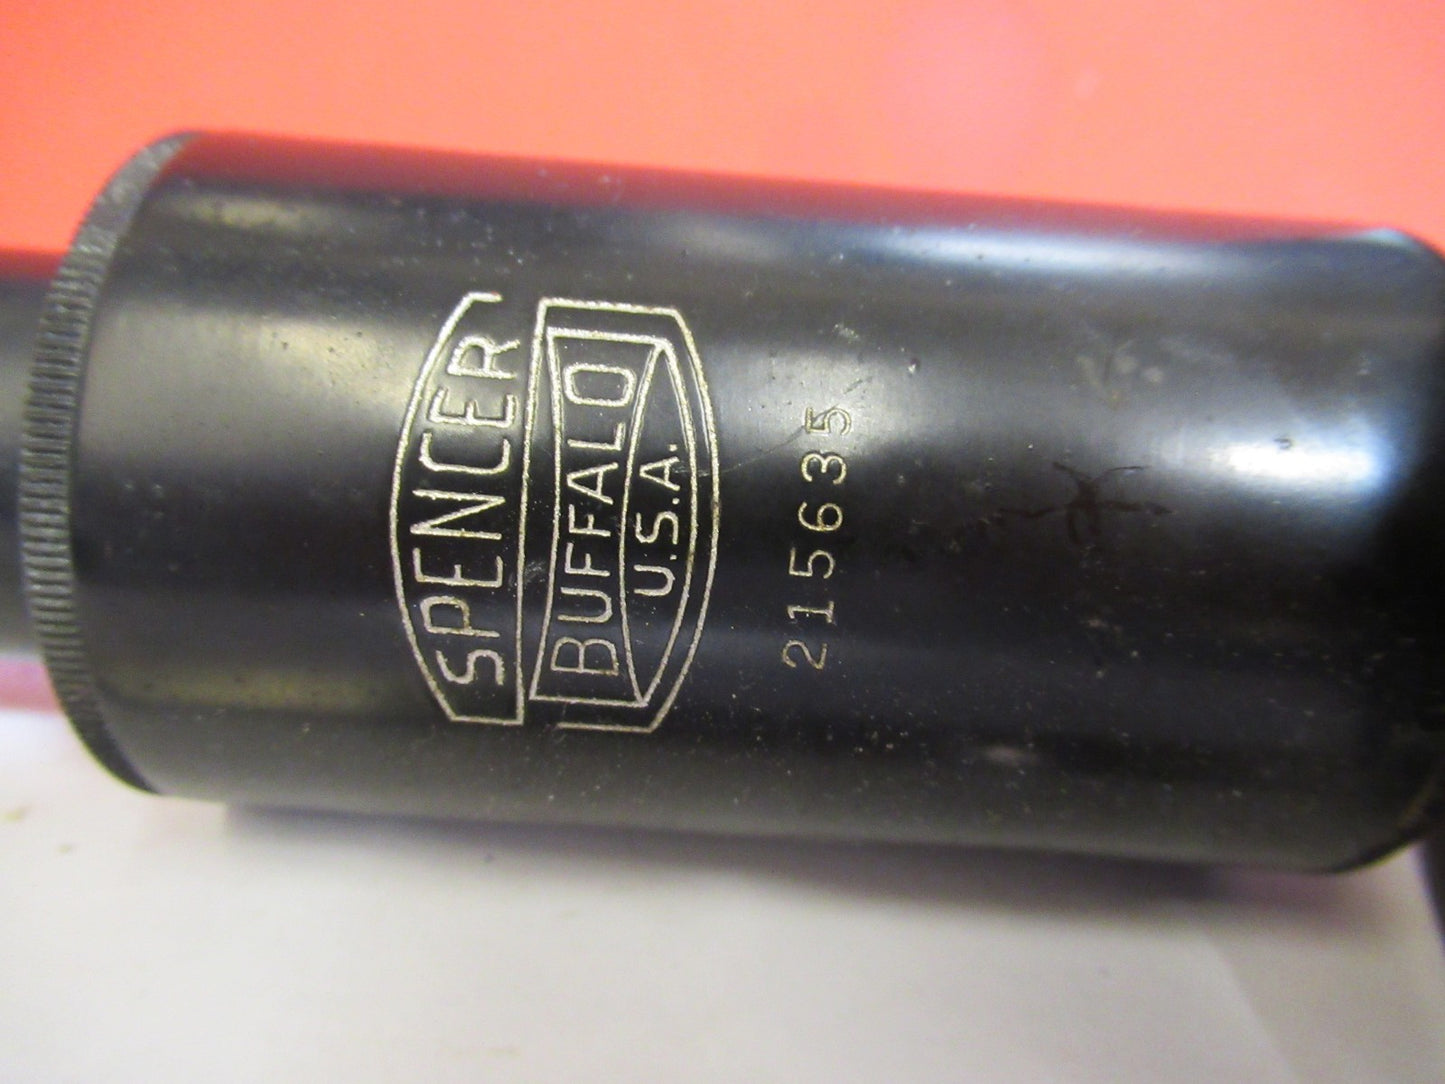 SPENCER
BUFFALO
U.S.A.
215635